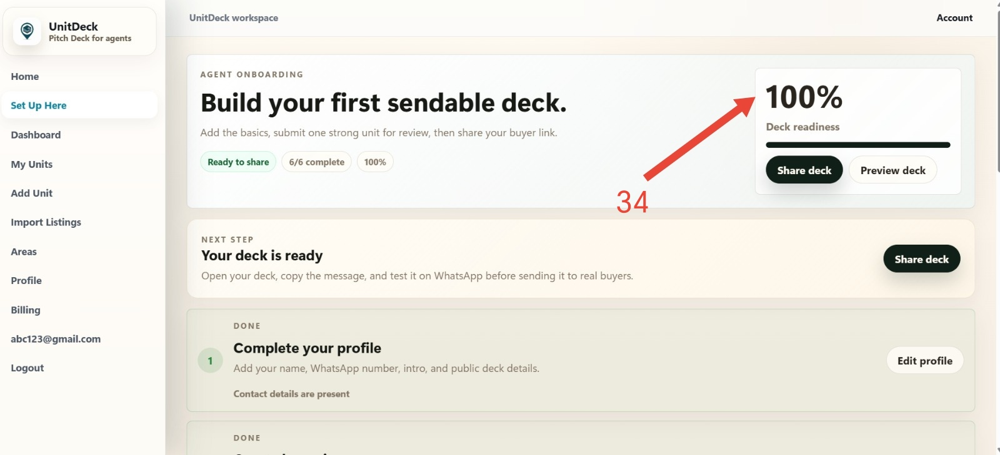 UnitDeck
Pitch Deck for agents
Home
Set Up Here
Dashboard
My Units
Add Unit
Import Listings
Areas
Profile
Billing
abc123@gmail.com
Logout
UnitDeck workspace
Account
AGENT ONBOARDING
Build your first sendable deck.
Add the basics, submit one strong unit for review, then share your buyer link.
Ready to share
6/6 complete
100%
100%
Deck readiness
Share deck
Preview deck
34
NEXT STEP
Your deck is ready
Open your deck, copy the message, and test it on WhatsApp before sending it to real buyers.
Share deck
DONE
1
Complete your profile
Add your name, WhatsApp number, intro, and public deck details.
Contact details are present
Edit profile
DONE